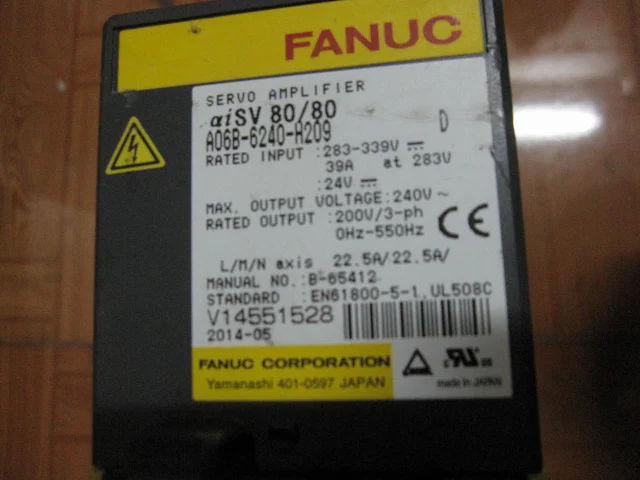 FANUC
SERVO AMPLIFIER
αiSV 80/80
A06B-6240-H209 D
RATED INPUT :283-339V ⎓
39A at 283V
:24V ⎓
MAX. OUTPUT VOLTAGE:240V~
RATED OUTPUT :200V/3-ph
0Hz-550Hz
CE
L/M/N axis 22.5A/22.5A/
MANUAL NO.:B-65412
STANDARD :EN61800-5-1,UL508C
V14551528
2014-05
FANUC CORPORATION
Yamanashi 401-0597 JAPAN
made in JAPAN